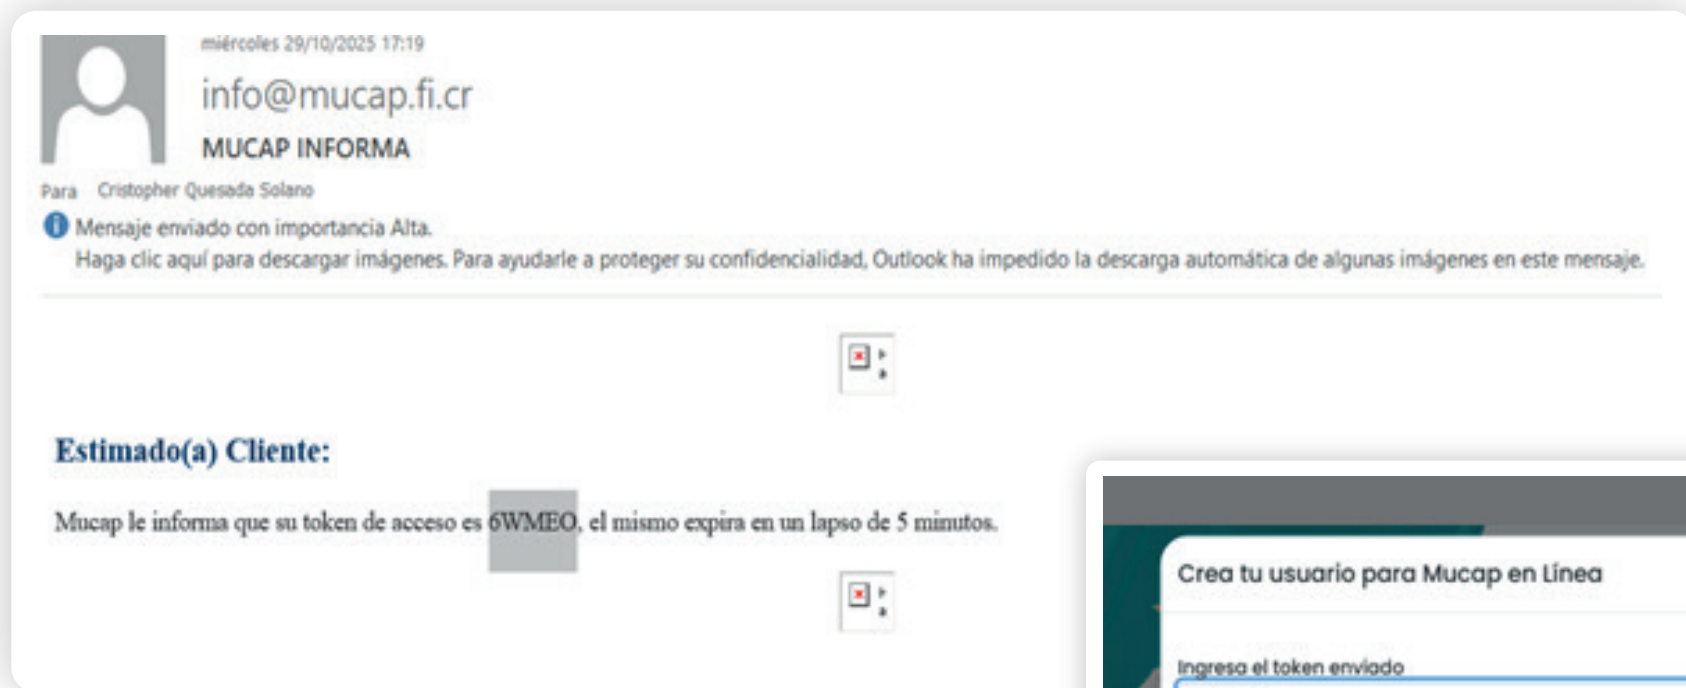 miércoles 29/10/2025 17:19
info@mucap.fi.cr
MUCAP INFORMA
Para Cristopher Quesada Solano
Mensaje enviado con importancia Alta.
Haga clic aquí para descargar imágenes. Para ayudarle a proteger su confidencialidad, Outlook ha impedido la descarga automática de algunas imágenes en este mensaje.
Estimado(a) Cliente:
Mucap le informa que su token de acceso es 6WMEO, el mismo expira en un lapso de 5 minutos.
Crea tu usuario para Mucap en Línea
Ingresa el token enviado